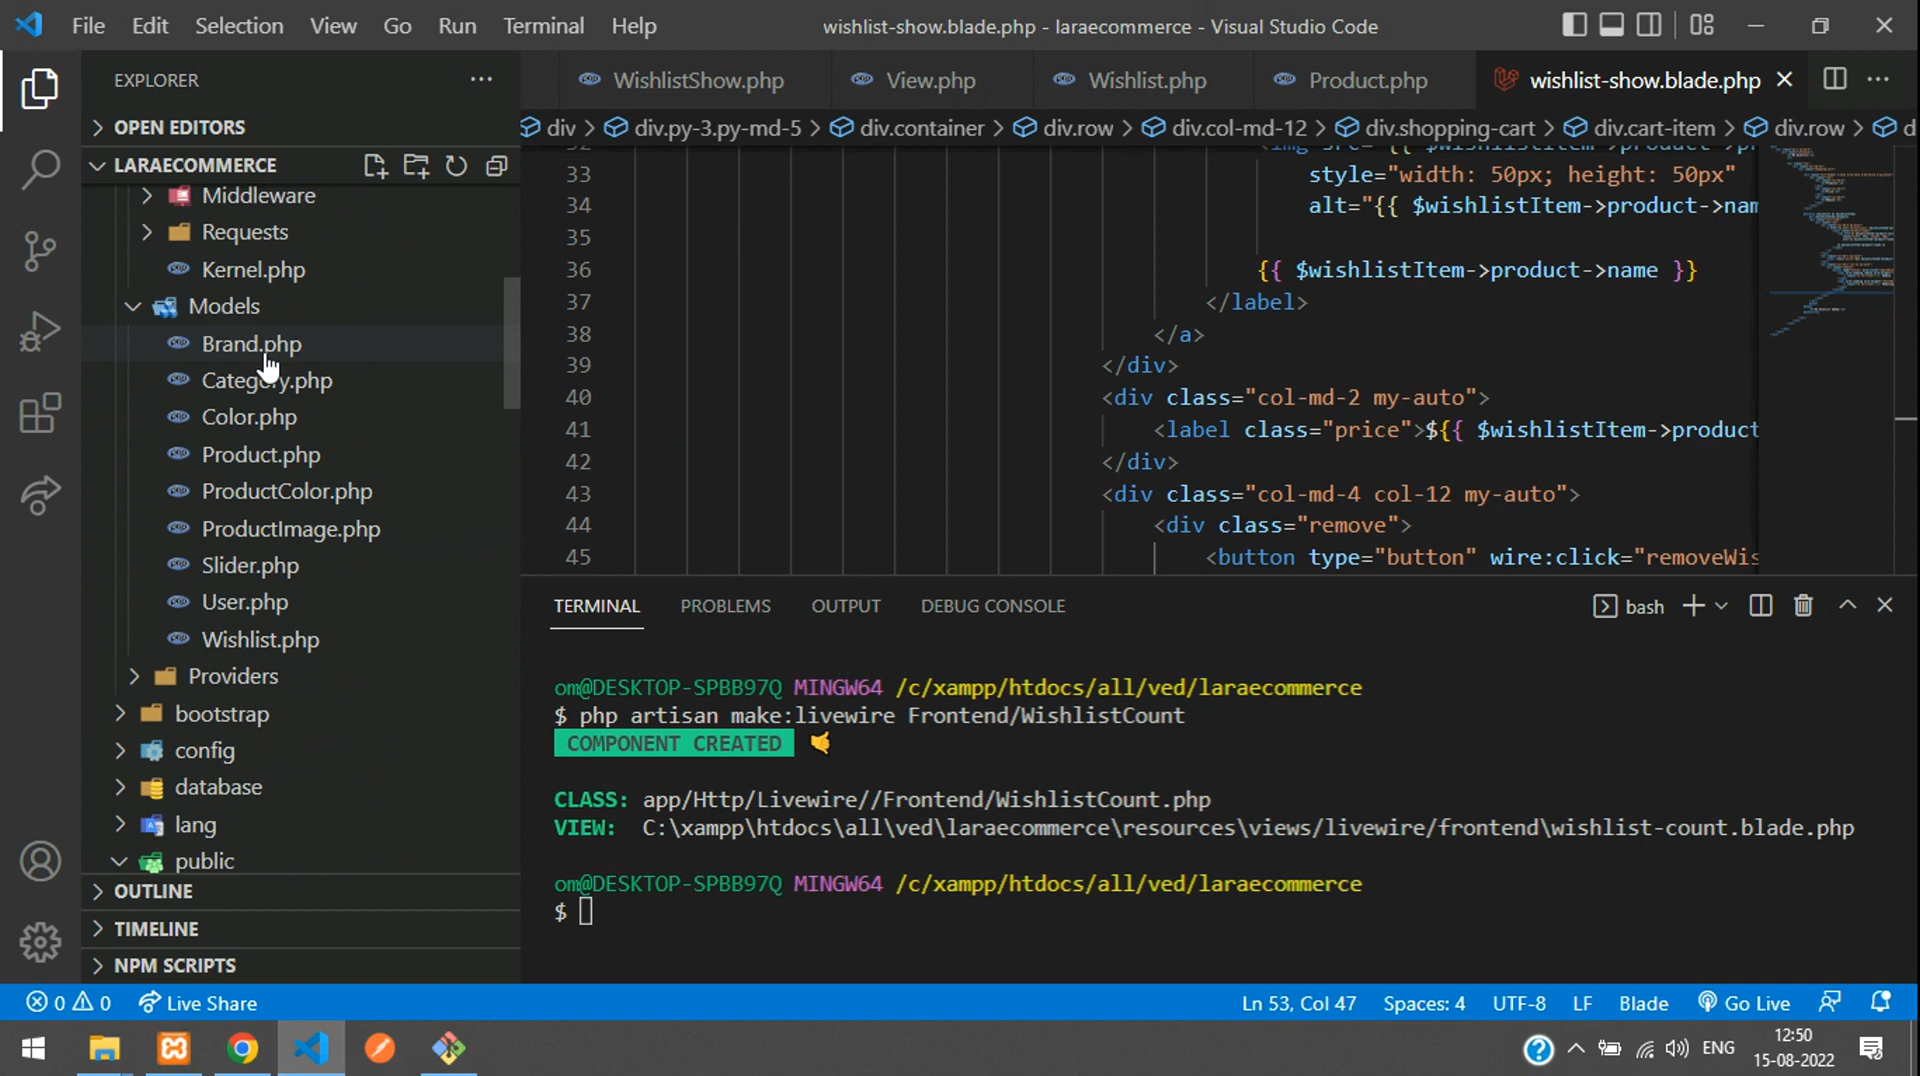 File Edit Selection View Go Run Terminal Help
wishlist-show.blade.php - laraecommerce - Visual Studio Code
EXPLORER
WishlistShow.php
View.php
Wishlist.php
Product.php
wishlist-show.blade.php
OPEN EDITORS
div > div.py-3.py-md-5 > div.container > div.row > div.col-md-12 > div.shopping-cart > div.cart-item > div.row > d
LARAECOMMERCE
Middleware
Requests
Kernel.php
Models
Brand.php
Category.php
Color.php
Product.php
ProductColor.php
ProductImage.php
Slider.php
User.php
Wishlist.php
Providers
bootstrap
config
database
lang
public
OUTLINE
TIMELINE
NPM SCRIPTS
33 style="width: 50px; height: 50px"
34 alt="{{ $wishlistItem->product->nam
35
36 {{ $wishlistItem->product->name }}
37 </label>
38 </a>
39 </div>
40 <div class="col-md-2 my-auto">
41 <label class="price">${{ $wishlistItem->product
42 </div>
43 <div class="col-md-4 col-12 my-auto">
44 <div class="remove">
45 <button type="button" wire:click="removeWis
TERMINAL PROBLEMS OUTPUT DEBUG CONSOLE
bash
om@DESKTOP-SPBB97Q MINGW64 /c/xampp/htdocs/all/ved/laraecommerce
$ php artisan make:livewire Frontend/WishlistCount
COMPONENT CREATED 🤙
CLASS: app/Http/Livewire//Frontend/WishlistCount.php
VIEW: C:\xampp\htdocs\all\ved\laraecommerce\resources\views/livewire/frontend\wishlist-count.blade.php
om@DESKTOP-SPBB97Q MINGW64 /c/xampp/htdocs/all/ved/laraecommerce
$
0 0 Live Share
Ln 53, Col 47 Spaces: 4 UTF-8 LF Blade Go Live
ENG
12:50
15-08-2022